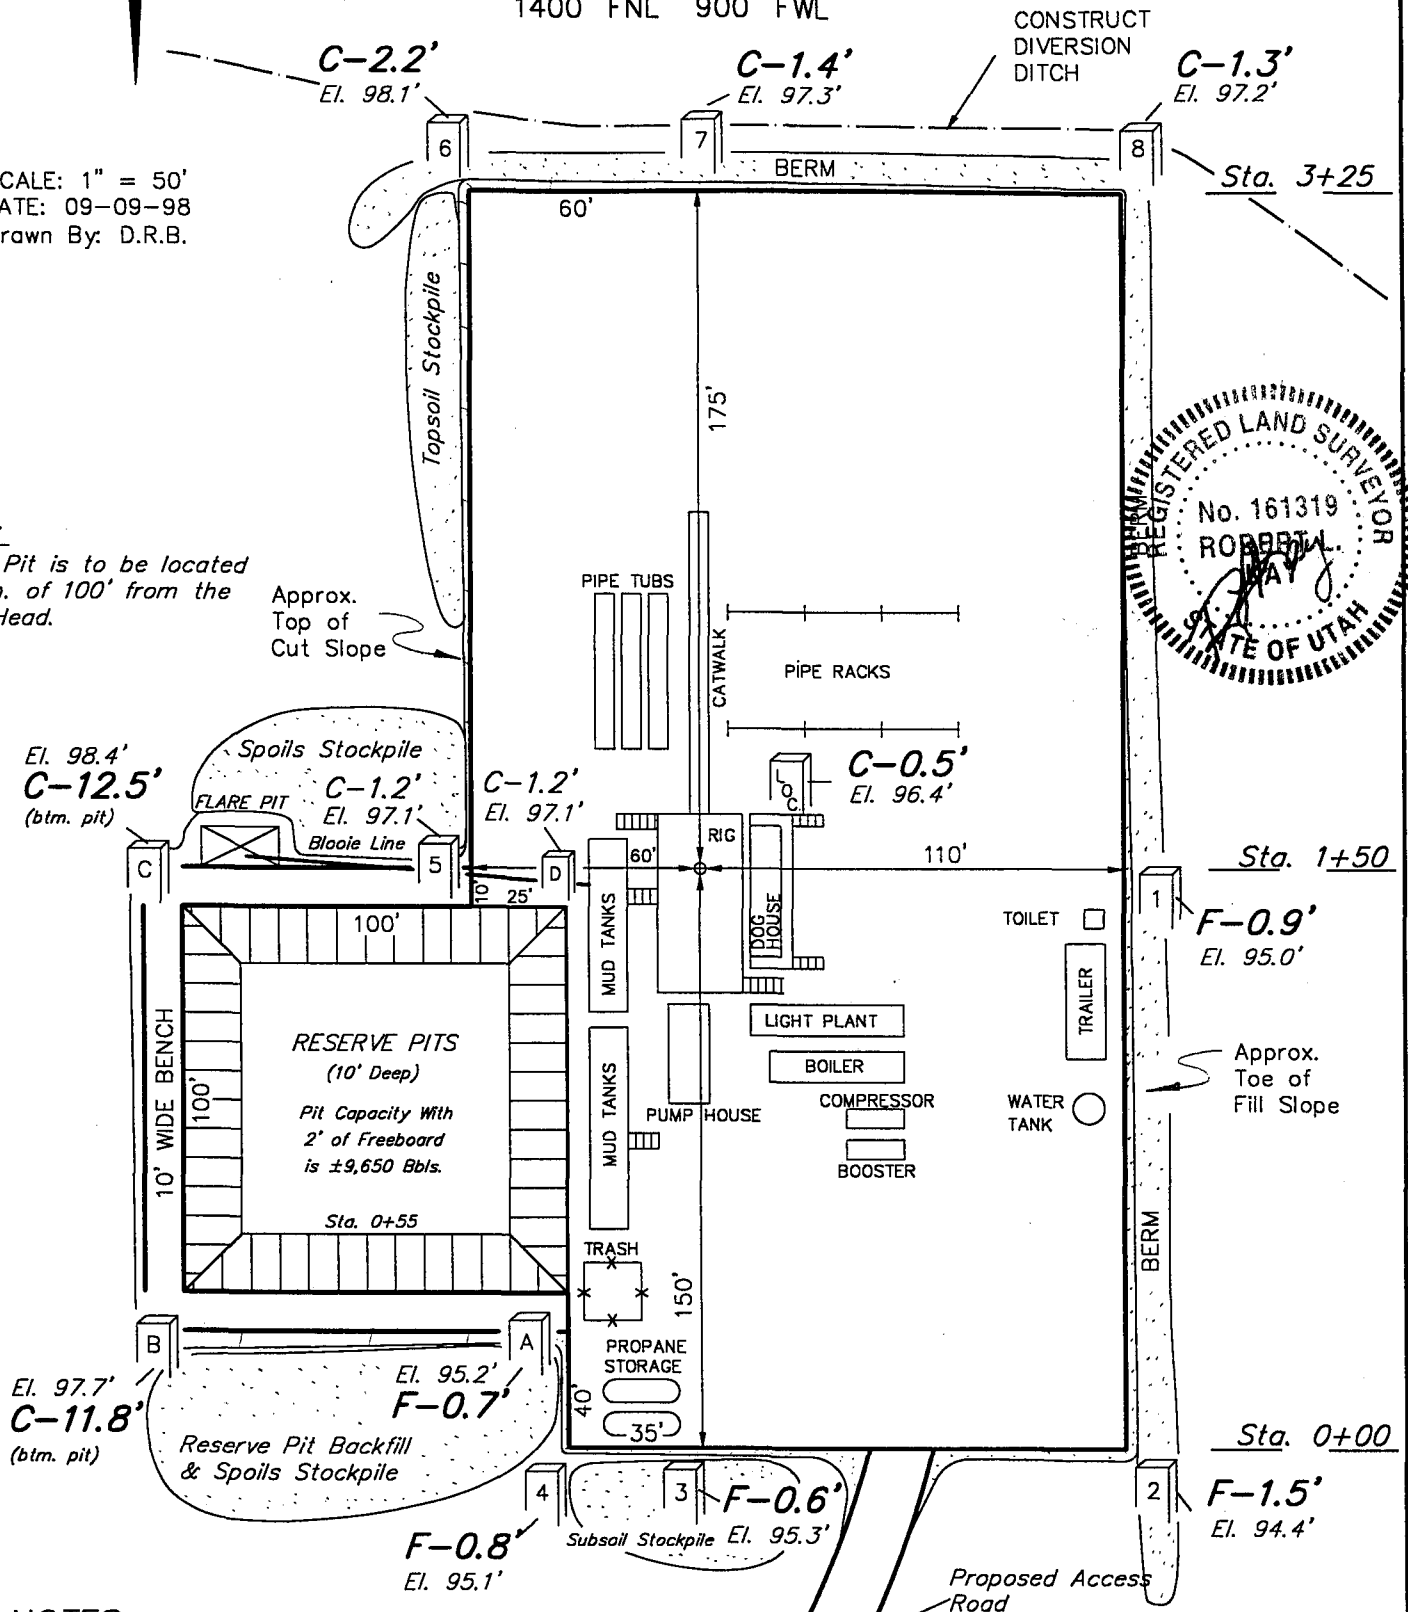 1400 FNL 900 FWL
CONSTRUCT
DIVERSION
DITCH
C-2.2'
El. 98.1'
C-1.4'
El. 97.3'
C-1.3'
El. 97.2'
6
7
8
BERM
Sta. 3+25
CALE: 1" = 50'
ATE: 09-09-98
rawn By: D.R.B.
60'
Topsoil Stockpile
175'
REGISTERED LAND SURVEYOR
No. 161319
ROBERT L.
KAY
STATE OF UTAH
BERM
Pit is to be located
of 100' from the
Head.
Approx.
Top of
Cut Slope
PIPE TUBS
CATWALK
PIPE RACKS
El. 98.4'
C-12.5'
(btm. pit)
Spoils Stockpile
C-1.2'
El. 97.1'
C-1.2'
El. 97.1'
LOC.
C-0.5'
El. 96.4'
FLARE PIT
Blooie Line
RIG
C
5
D
60'
110'
Sta. 1+50
10'
25'
100'
MUD TANKS
DOG HOUSE
TOILET
1
F-0.9'
El. 95.0'
TRAILER
10' WIDE BENCH
100'
RESERVE PITS
(10' Deep)
Pit Capacity With
2' of Freeboard
is ±9,650 Bbls.
Sta. 0+55
MUD TANKS
LIGHT PLANT
BOILER
COMPRESSOR
PUMP HOUSE
BOOSTER
WATER
TANK
Approx.
Toe of
Fill Slope
BERM
TRASH
150'
B
A
PROPANE
STORAGE
El. 97.7'
C-11.8'
(btm. pit)
El. 95.2'
F-0.7'
40'
35'
Reserve Pit Backfill
& Spoils Stockpile
Sta. 0+00
4
3
2
F-0.6'
El. 95.3'
F-1.5'
El. 94.4'
F-0.8'
El. 95.1'
Subsoil Stockpile
Proposed Access
Road
NOTES